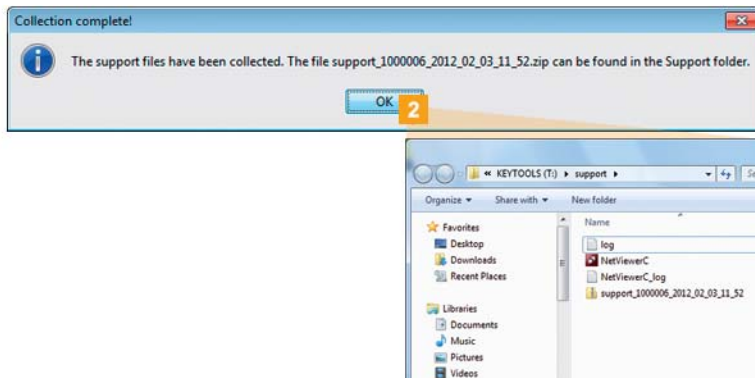 Collection complete!
The support files have been collected. The file support_1000006_2012_02_03_11_52.zip can be found in the Support folder.
OK
2
« KEYTOOLS (T:) ▸ support ▸
Organize ▾ Share with ▾ New folder
Favorites
Desktop
Downloads
Recent Places
Libraries
Documents
Music
Pictures
Videos
Name
log
NetViewerC
NetViewerC_log
support_1000006_2012_02_03_11_52